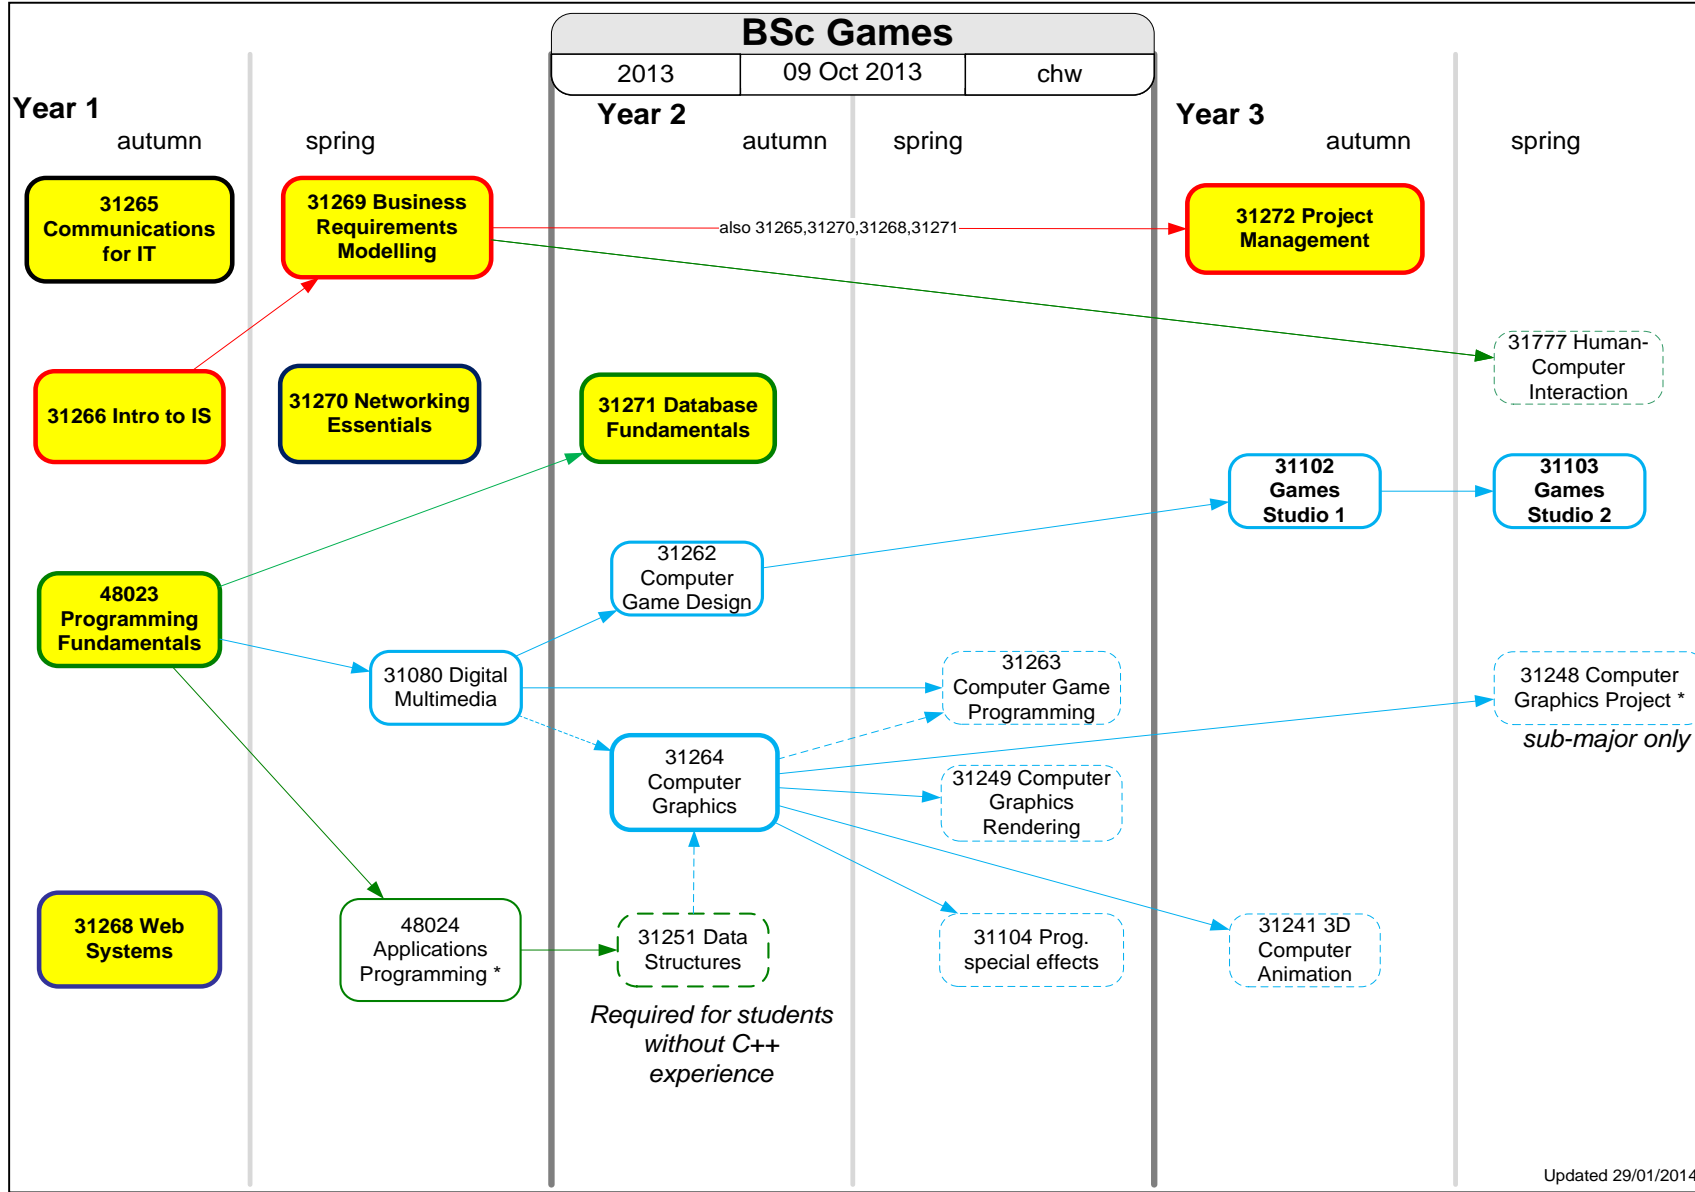 BSc Games
2013
09 Oct 2013
chw
Year 1
Year 2
Year 3
autumn
spring
autumn
spring
autumn
spring
31265
Communications
for IT
31269 Business
Requirements
Modelling
also 31265,31270,31268,31271
31272 Project
Management
31777 Human-
Computer
Interaction
31266 Intro to IS
31270 Networking
Essentials
31271 Database
Fundamentals
31102
Games
Studio 1
31103
Games
Studio 2
31262
Computer
Game Design
48023
Programming
Fundamentals
31080 Digital
Multimedia
31263
Computer Game
Programming
31248 Computer
Graphics Project *
sub-major only
31264
Computer
Graphics
31249 Computer
Graphics
Rendering
31268 Web
Systems
48024
Applications
Programming *
31251 Data
Structures
31104 Prog.
special effects
31241 3D
Computer
Animation
Required for students
without C++
experience
Updated 29/01/2014